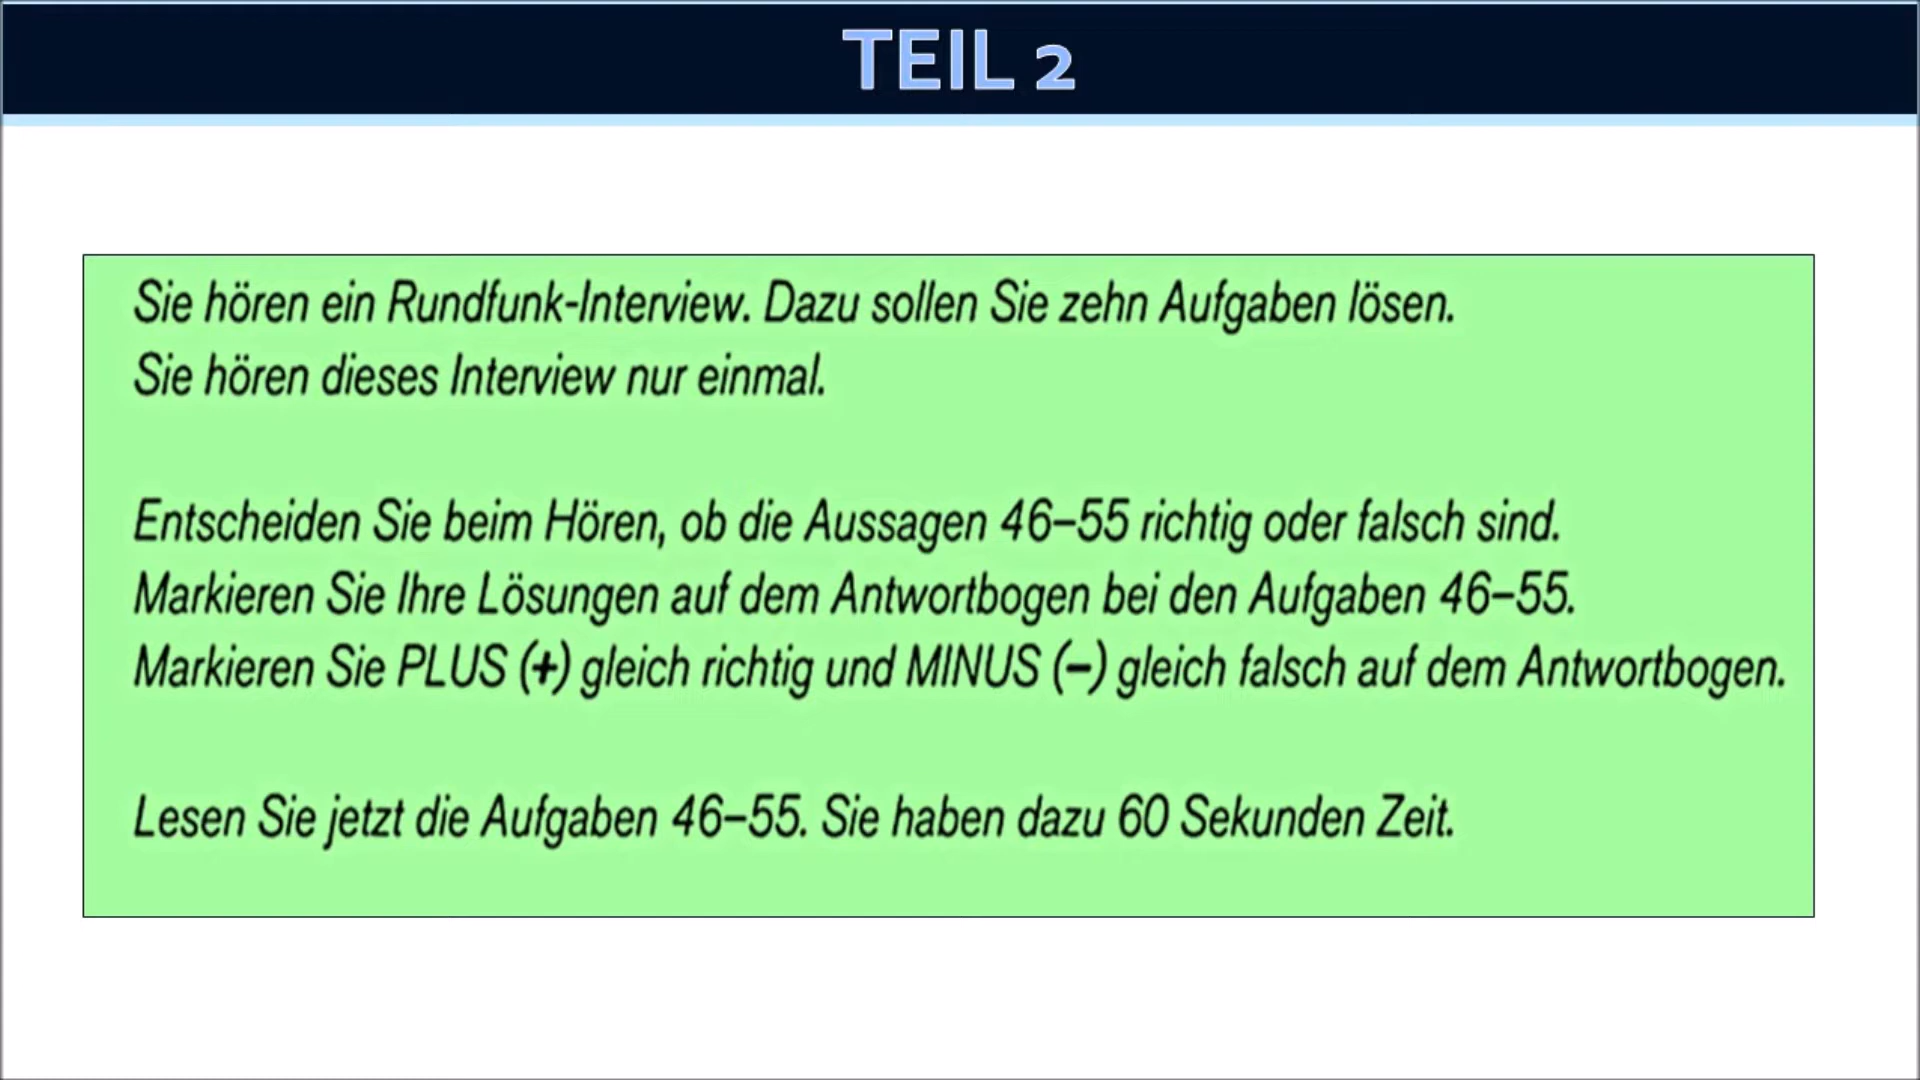 TEIL 2
Sie hören ein Rundfunk-Interview. Dazu sollen Sie zehn Aufgaben lösen.
Sie hören dieses Interview nur einmal.
Entscheiden Sie beim Hören, ob die Aussagen 46–55 richtig oder falsch sind.
Markieren Sie Ihre Lösungen auf dem Antwortbogen bei den Aufgaben 46–55.
Markieren Sie PLUS (+) gleich richtig und MINUS (–) gleich falsch auf dem Antwortbogen.
Lesen Sie jetzt die Aufgaben 46–55. Sie haben dazu 60 Sekunden Zeit.